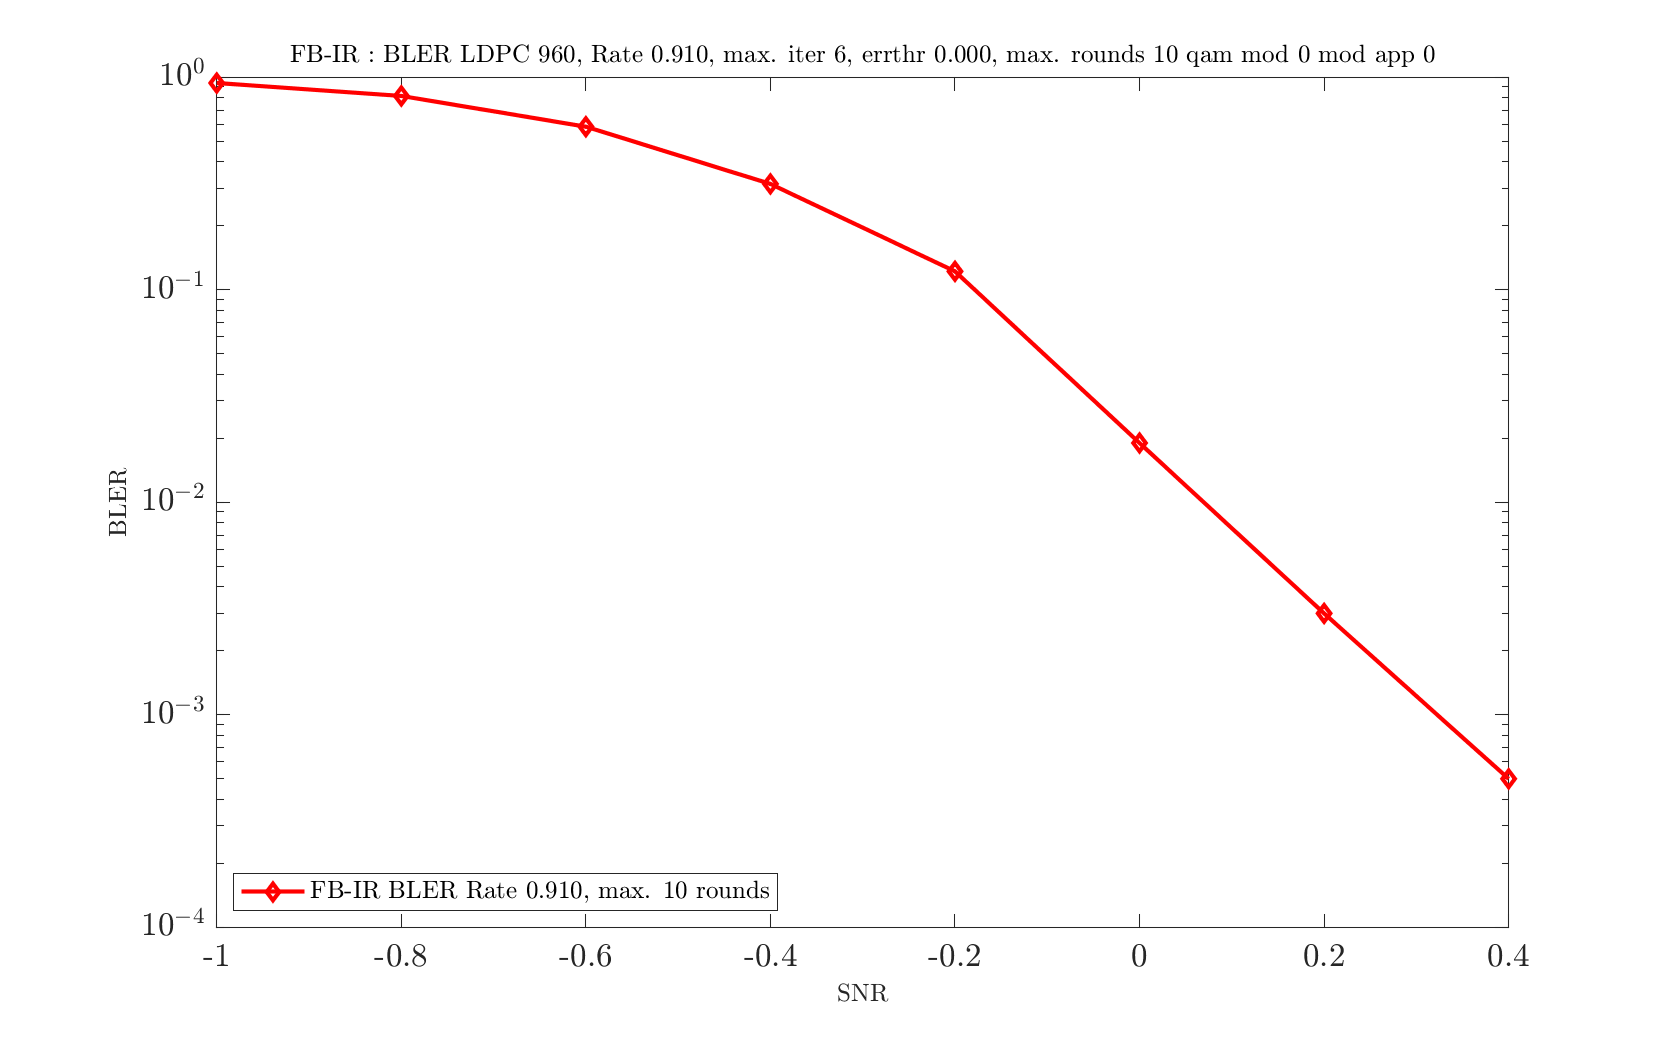 FB-IR : BLER LDPC 960, Rate 0.910, max. iter 6, errthr 0.000, max. rounds 10 qam mod 0 mod app 0
10⁰
10⁻¹
10⁻²
10⁻³
10⁻⁴
BLER
FB-IR BLER Rate 0.910, max. 10 rounds
-1 -0.8 -0.6 -0.4 -0.2 0 0.2 0.4
SNR